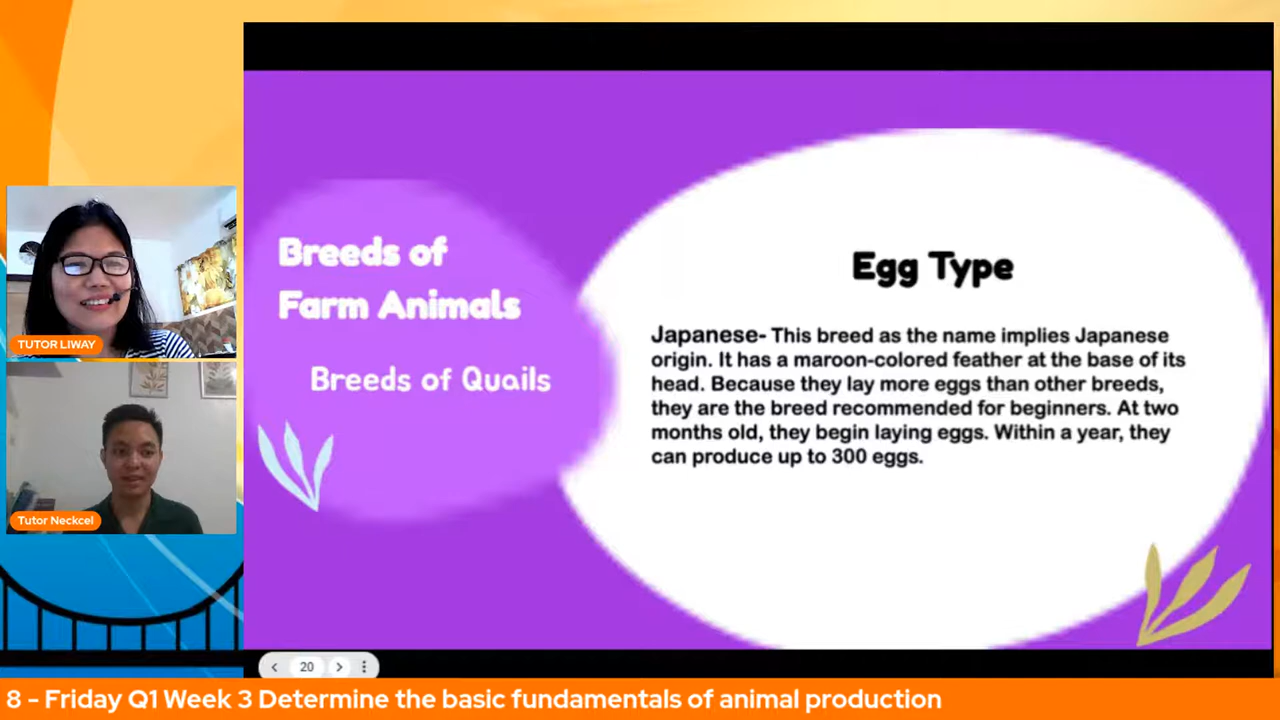 Breeds of
Farm Animals
Breeds of Quails
Egg Type
Japanese- This breed as the name implies Japanese
origin. It has a maroon-colored feather at the base of its
head. Because they lay more eggs than other breeds,
they are the breed recommended for beginners. At two
months old, they begin laying eggs. Within a year, they
can produce up to 300 eggs.
TUTOR LIWAY
Tutor Neckcel
20
8 - Friday Q1 Week 3 Determine the basic fundamentals of animal production